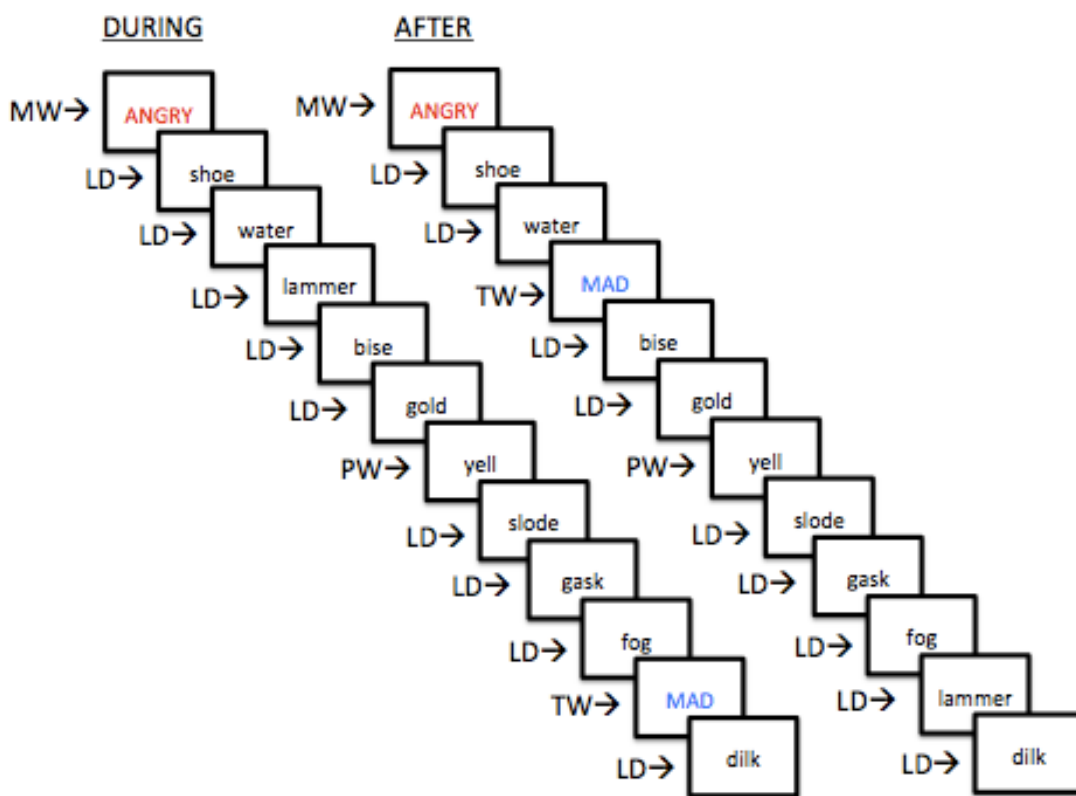 DURING
MW→ ANGRY
LD→ shoe
LD→ water
LD→ lammer
LD→ bise
LD→ gold
PW→ yell
LD→ slode
LD→ gask
LD→ fog
TW→ MAD
LD→ dilk
AFTER
MW→ ANGRY
LD→ shoe
LD→ water
TW→ MAD
LD→ bise
LD→ gold
PW→ yell
LD→ slode
LD→ gask
LD→ fog
LD→ lammer
LD→ dilk